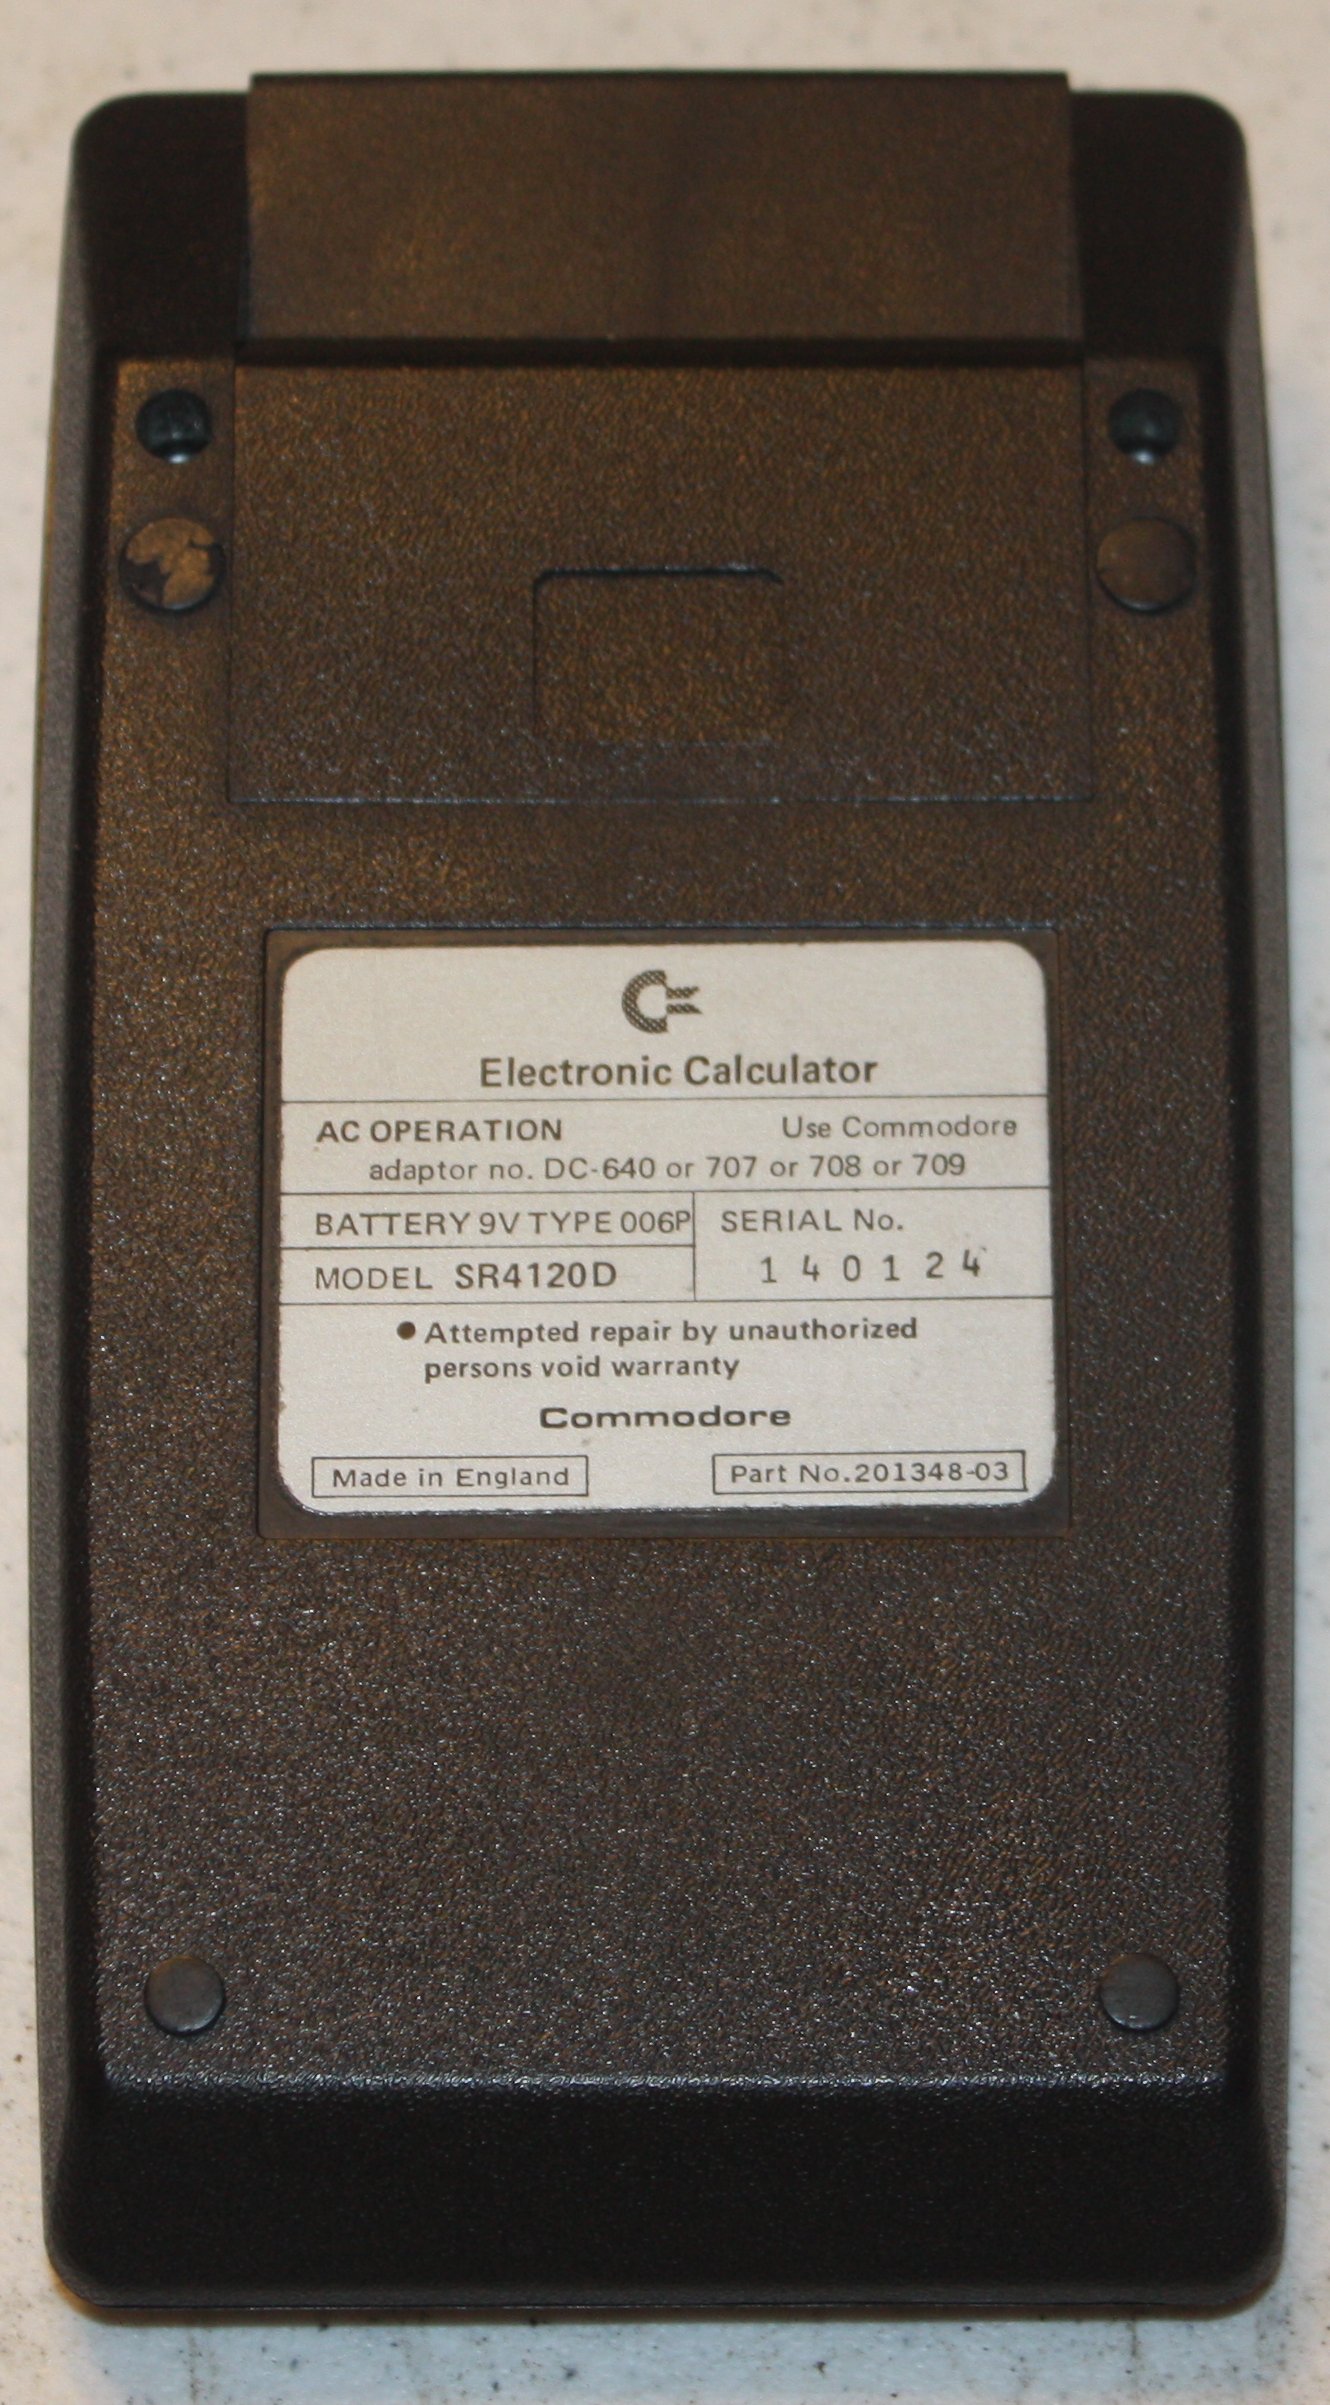 Electronic Calculator
AC OPERATION Use Commodore
adaptor no. DC-640 or 707 or 708 or 709
BATTERY 9V TYPE 006P
SERIAL No.
140124
MODEL SR4120D
● Attempted repair by unauthorized
persons void warranty
Commodore
Made in England
Part No.201348-03